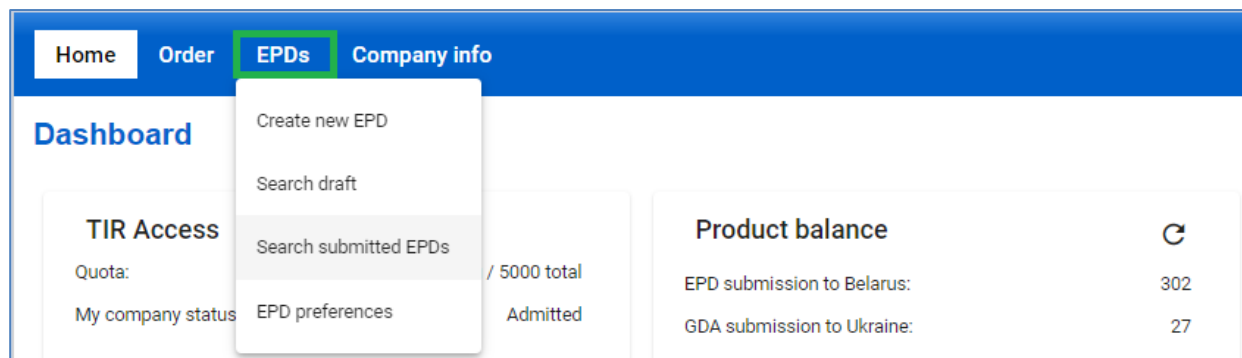 Home Order EPDs Company info
Dashboard
Create new EPD
Search draft
Search submitted EPDs
EPD preferences
TIR Access
Quota: / 5000 total
My company status Admitted
Product balance
EPD submission to Belarus: 302
GDA submission to Ukraine: 27